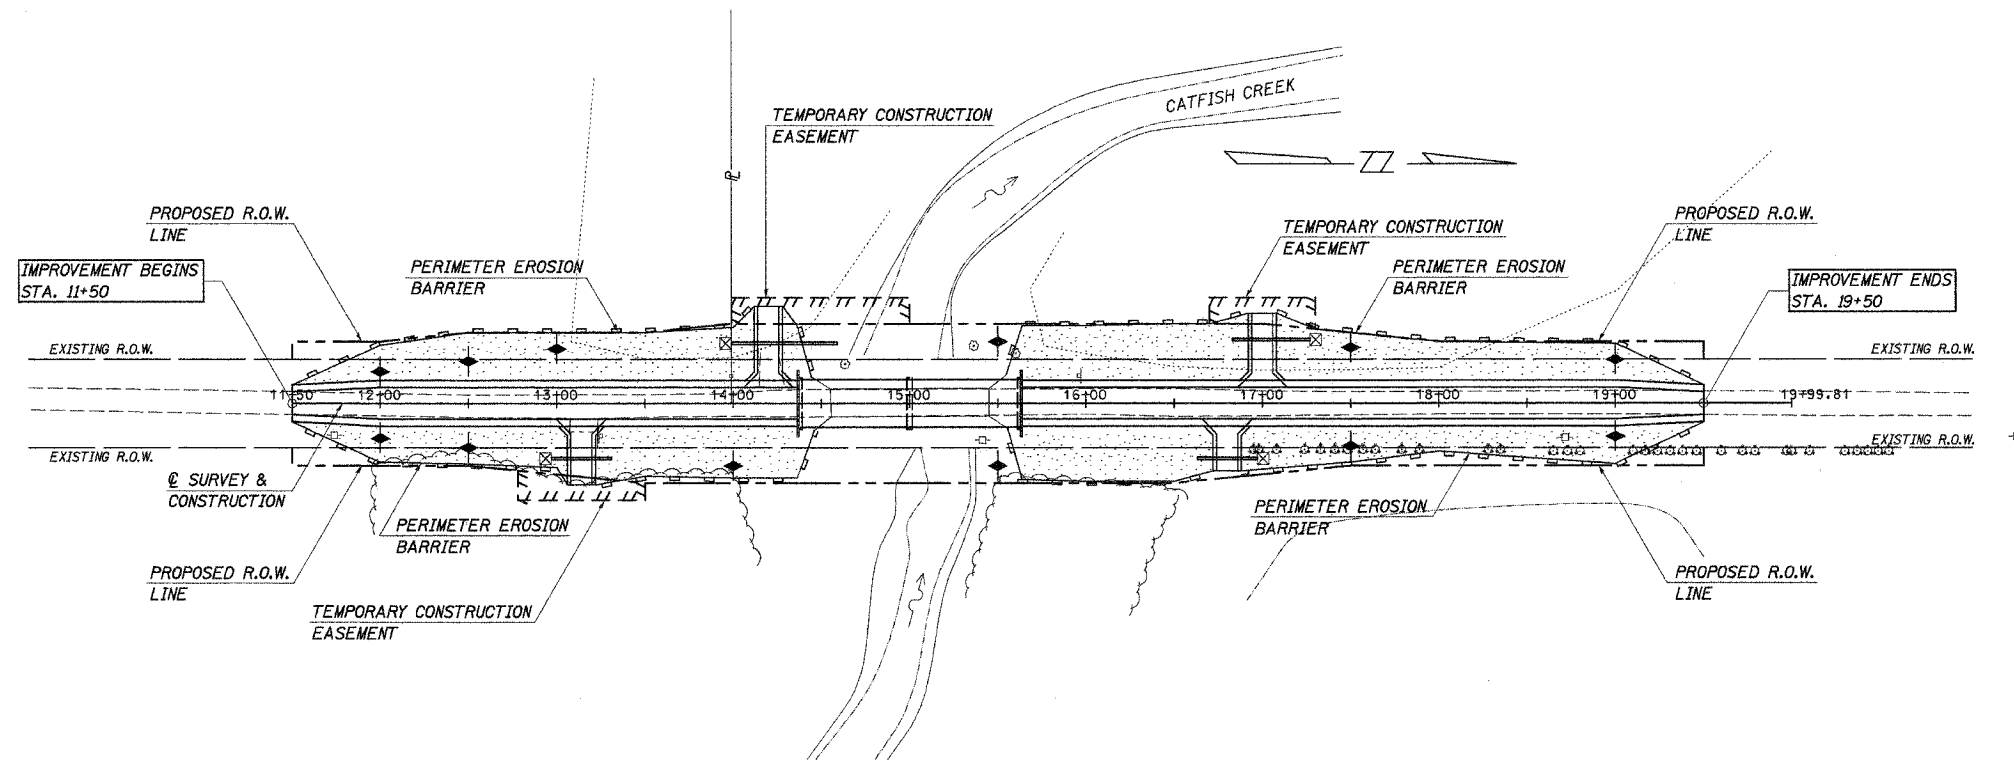 CATFISH CREEK
TEMPORARY CONSTRUCTION
EASEMENT
PL
Z
PROPOSED R.O.W.
LINE
PROPOSED R.O.W.
LINE
TEMPORARY CONSTRUCTION
EASEMENT
IMPROVEMENT BEGINS
STA. 11+50
PERIMETER EROSION
BARRIER
PERIMETER EROSION
BARRIER
IMPROVEMENT ENDS
STA. 19+50
EXISTING R.O.W.
EXISTING R.O.W.
11+50
12+00
13+00
14+00
15+00
16+00
17+00
18+00
19+00
19+99.81
EXISTING R.O.W.
EXISTING R.O.W.
℄ SURVEY &
CONSTRUCTION
PERIMETER EROSION
BARRIER
PERIMETER EROSION
BARRIER
PROPOSED R.O.W.
LINE
PROPOSED R.O.W.
LINE
TEMPORARY CONSTRUCTION
EASEMENT